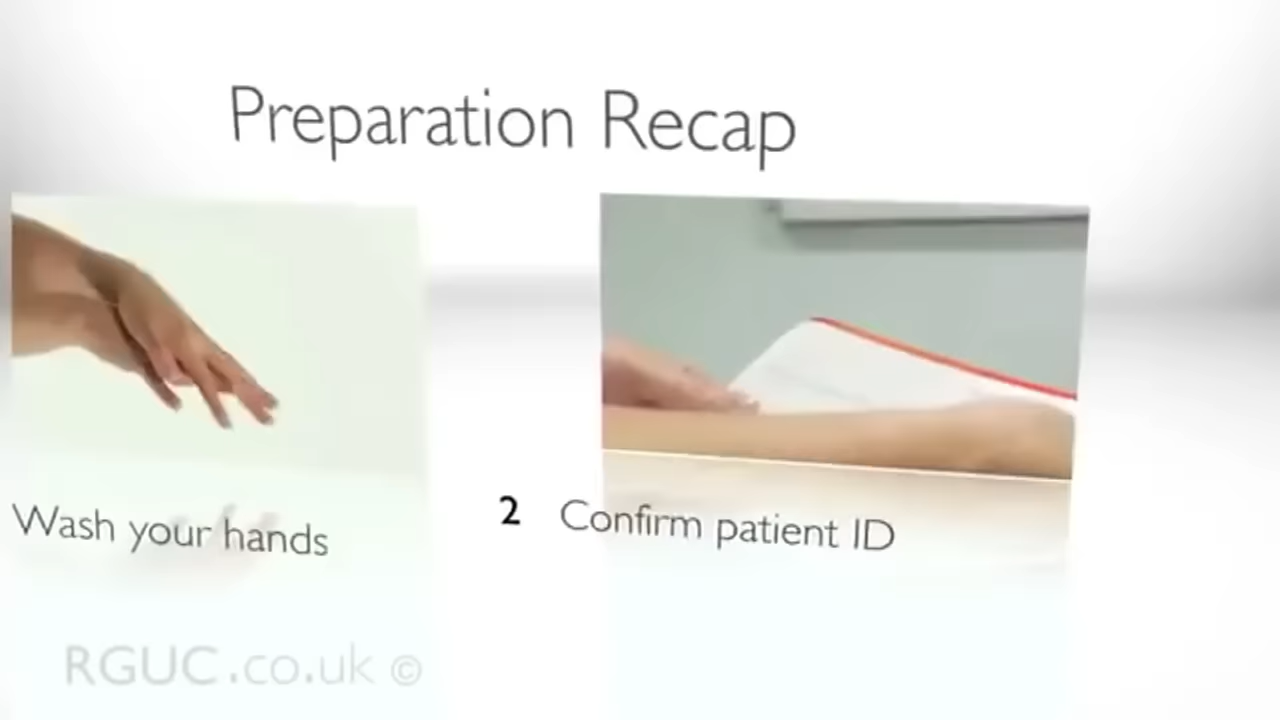 Preparation Recap
Wash your hands
2 Confirm patient ID
RGUC.co.uk ©